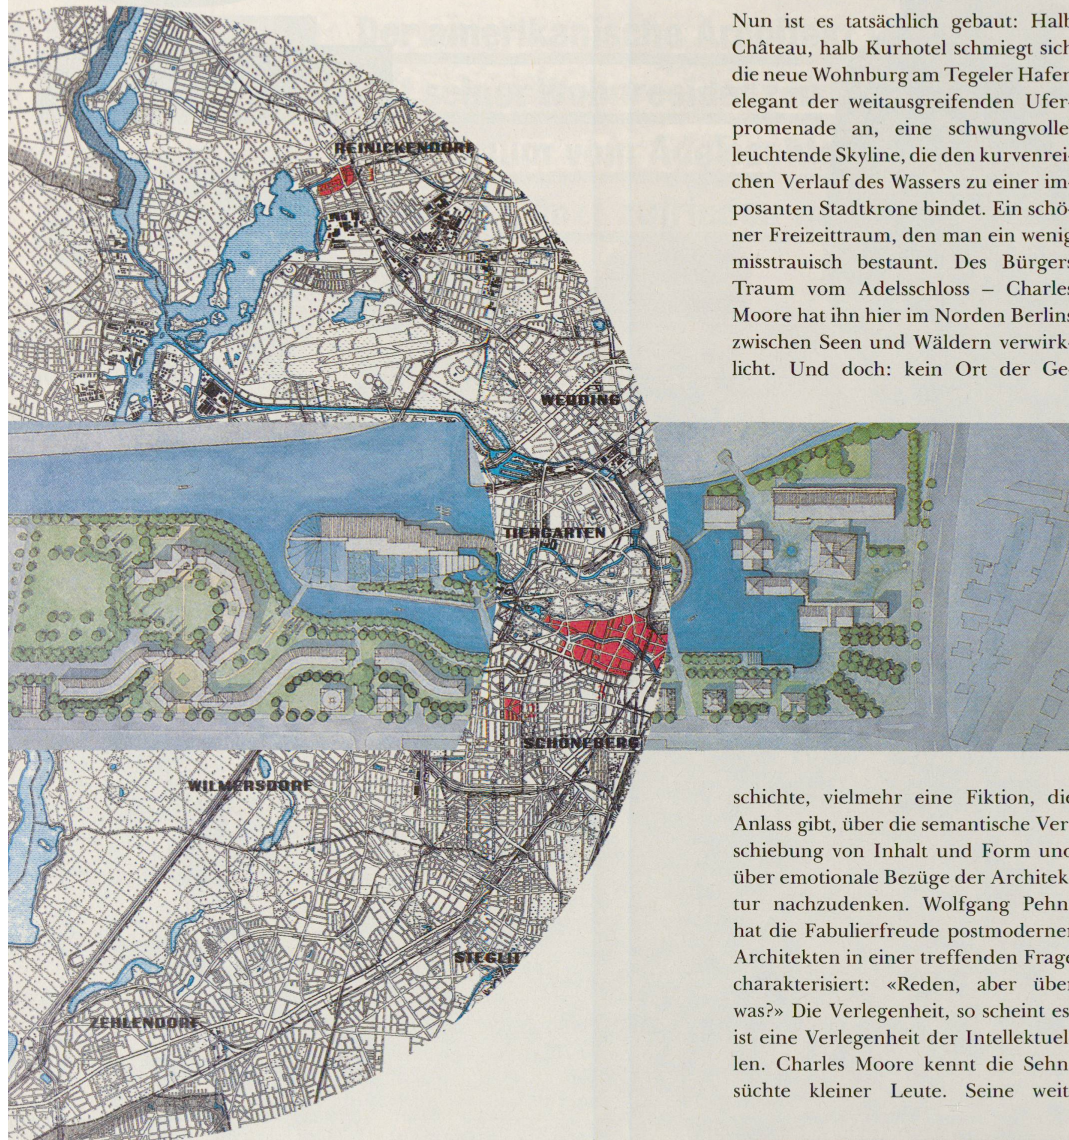 Nun ist es tatsächlich gebaut: Halb
Château, halb Kurhotel schmiegt sich
die neue Wohnburg am Tegeler Hafen
elegant der weitausgreifenden Ufer-
promenade an, eine schwungvolle
leuchtende Skyline, die den kurvenrei-
chen Verlauf des Wassers zu einer im-
posanten Stadtkrone bindet. Ein schö-
ner Freizeittraum, den man ein wenig
misstrauisch bestaunt. Des Bürgers
Traum vom Adelsschloss – Charles
Moore hat ihn hier im Norden Berlins
zwischen Seen und Wäldern verwirk-
licht. Und doch: kein Ort der Ge-
REINICKENDORF
WEDDING
TIERGARTEN
SCHÖNEBERG
WILMERSDORF
STEGLIT
ZEHLENDORF
schichte, vielmehr eine Fiktion, die
Anlass gibt, über die semantische Ver-
schiebung von Inhalt und Form und
über emotionale Bezüge der Architek-
tur nachzudenken. Wolfgang Pehnt
hat die Fabulierfreude postmoderner
Architekten in einer treffenden Frage
charakterisiert: «Reden, aber über
was?» Die Verlegenheit, so scheint es,
ist eine Verlegenheit der Intellektuel-
len. Charles Moore kennt die Sehn-
süchte kleiner Leute. Seine weit